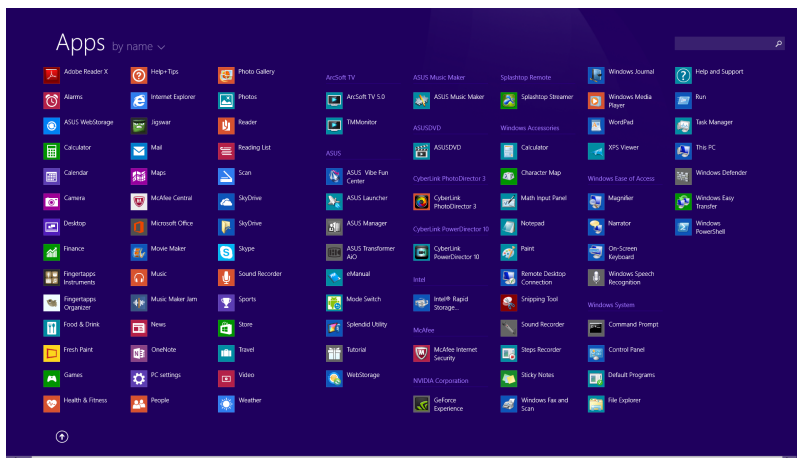 Apps by name
Adobe Reader X
Alarms
ASUS WebStorage
Calculator
Calendar
Camera
Desktop
Finance
Fingertapps
Instruments
Fingertapps
Organizer
Food & Drink
Fresh Paint
Games
Health & Fitness
Help+Tips
Internet Explorer
Jigswar
Mail
Maps
McAfee Central
Microsoft Office
Movie Maker
Music
Music Maker Jam
News
OneNote
PC settings
People
Photo Gallery
Photos
Reader
Reading List
Scan
SkyDrive
SkyDrive
Skype
Sound Recorder
Sports
Store
Travel
Video
Weather
ArcSoft TV
ArcSoft TV 5.0
TMMonitor
ASUS
ASUS Vibe Fun
Center
ASUS Launcher
ASUS Manager
ASUS Transformer
AiO
eManual
Mode Switch
Splendid Utility
Tutorial
WebStorage
ASUS Music Maker
ASUS Music Maker
ASUSDVD
ASUSDVD
CyberLink PhotoDirector 3
CyberLink
PhotoDirector 3
CyberLink PowerDirector 10
CyberLink
PowerDirector 10
Intel
Intel® Rapid
Storage...
McAfee
McAfee Internet
Security
NVIDIA Corporation
GeForce
Experience
Splashtop Remote
Splashtop Streamer
Windows Accessories
Calculator
Character Map
Math Input Panel
Notepad
Paint
Remote Desktop
Connection
Snipping Tool
Sound Recorder
Steps Recorder
Sticky Notes
Windows Fax and
Scan
Windows Journal
Windows Media
Player
WordPad
XPS Viewer
Windows Ease of Access
Magnifier
Narrator
On-Screen
Keyboard
Windows Speech
Recognition
Windows System
Command Prompt
Control Panel
Default Programs
File Explorer
Help and Support
Run
Task Manager
This PC
Windows Defender
Windows Easy
Transfer
Windows
PowerShell